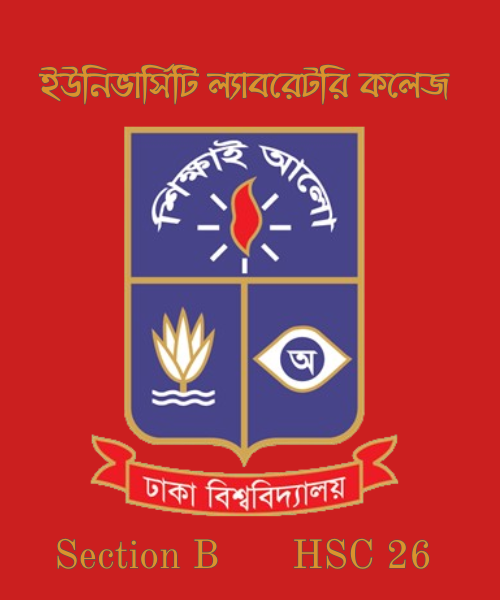 ইউনিভার্সিটি ল্যাবরেটরি কলেজ
শিক্ষাই আলো
অ
ঢাকা বিশ্ববিদ্যালয়
Section B HSC 26